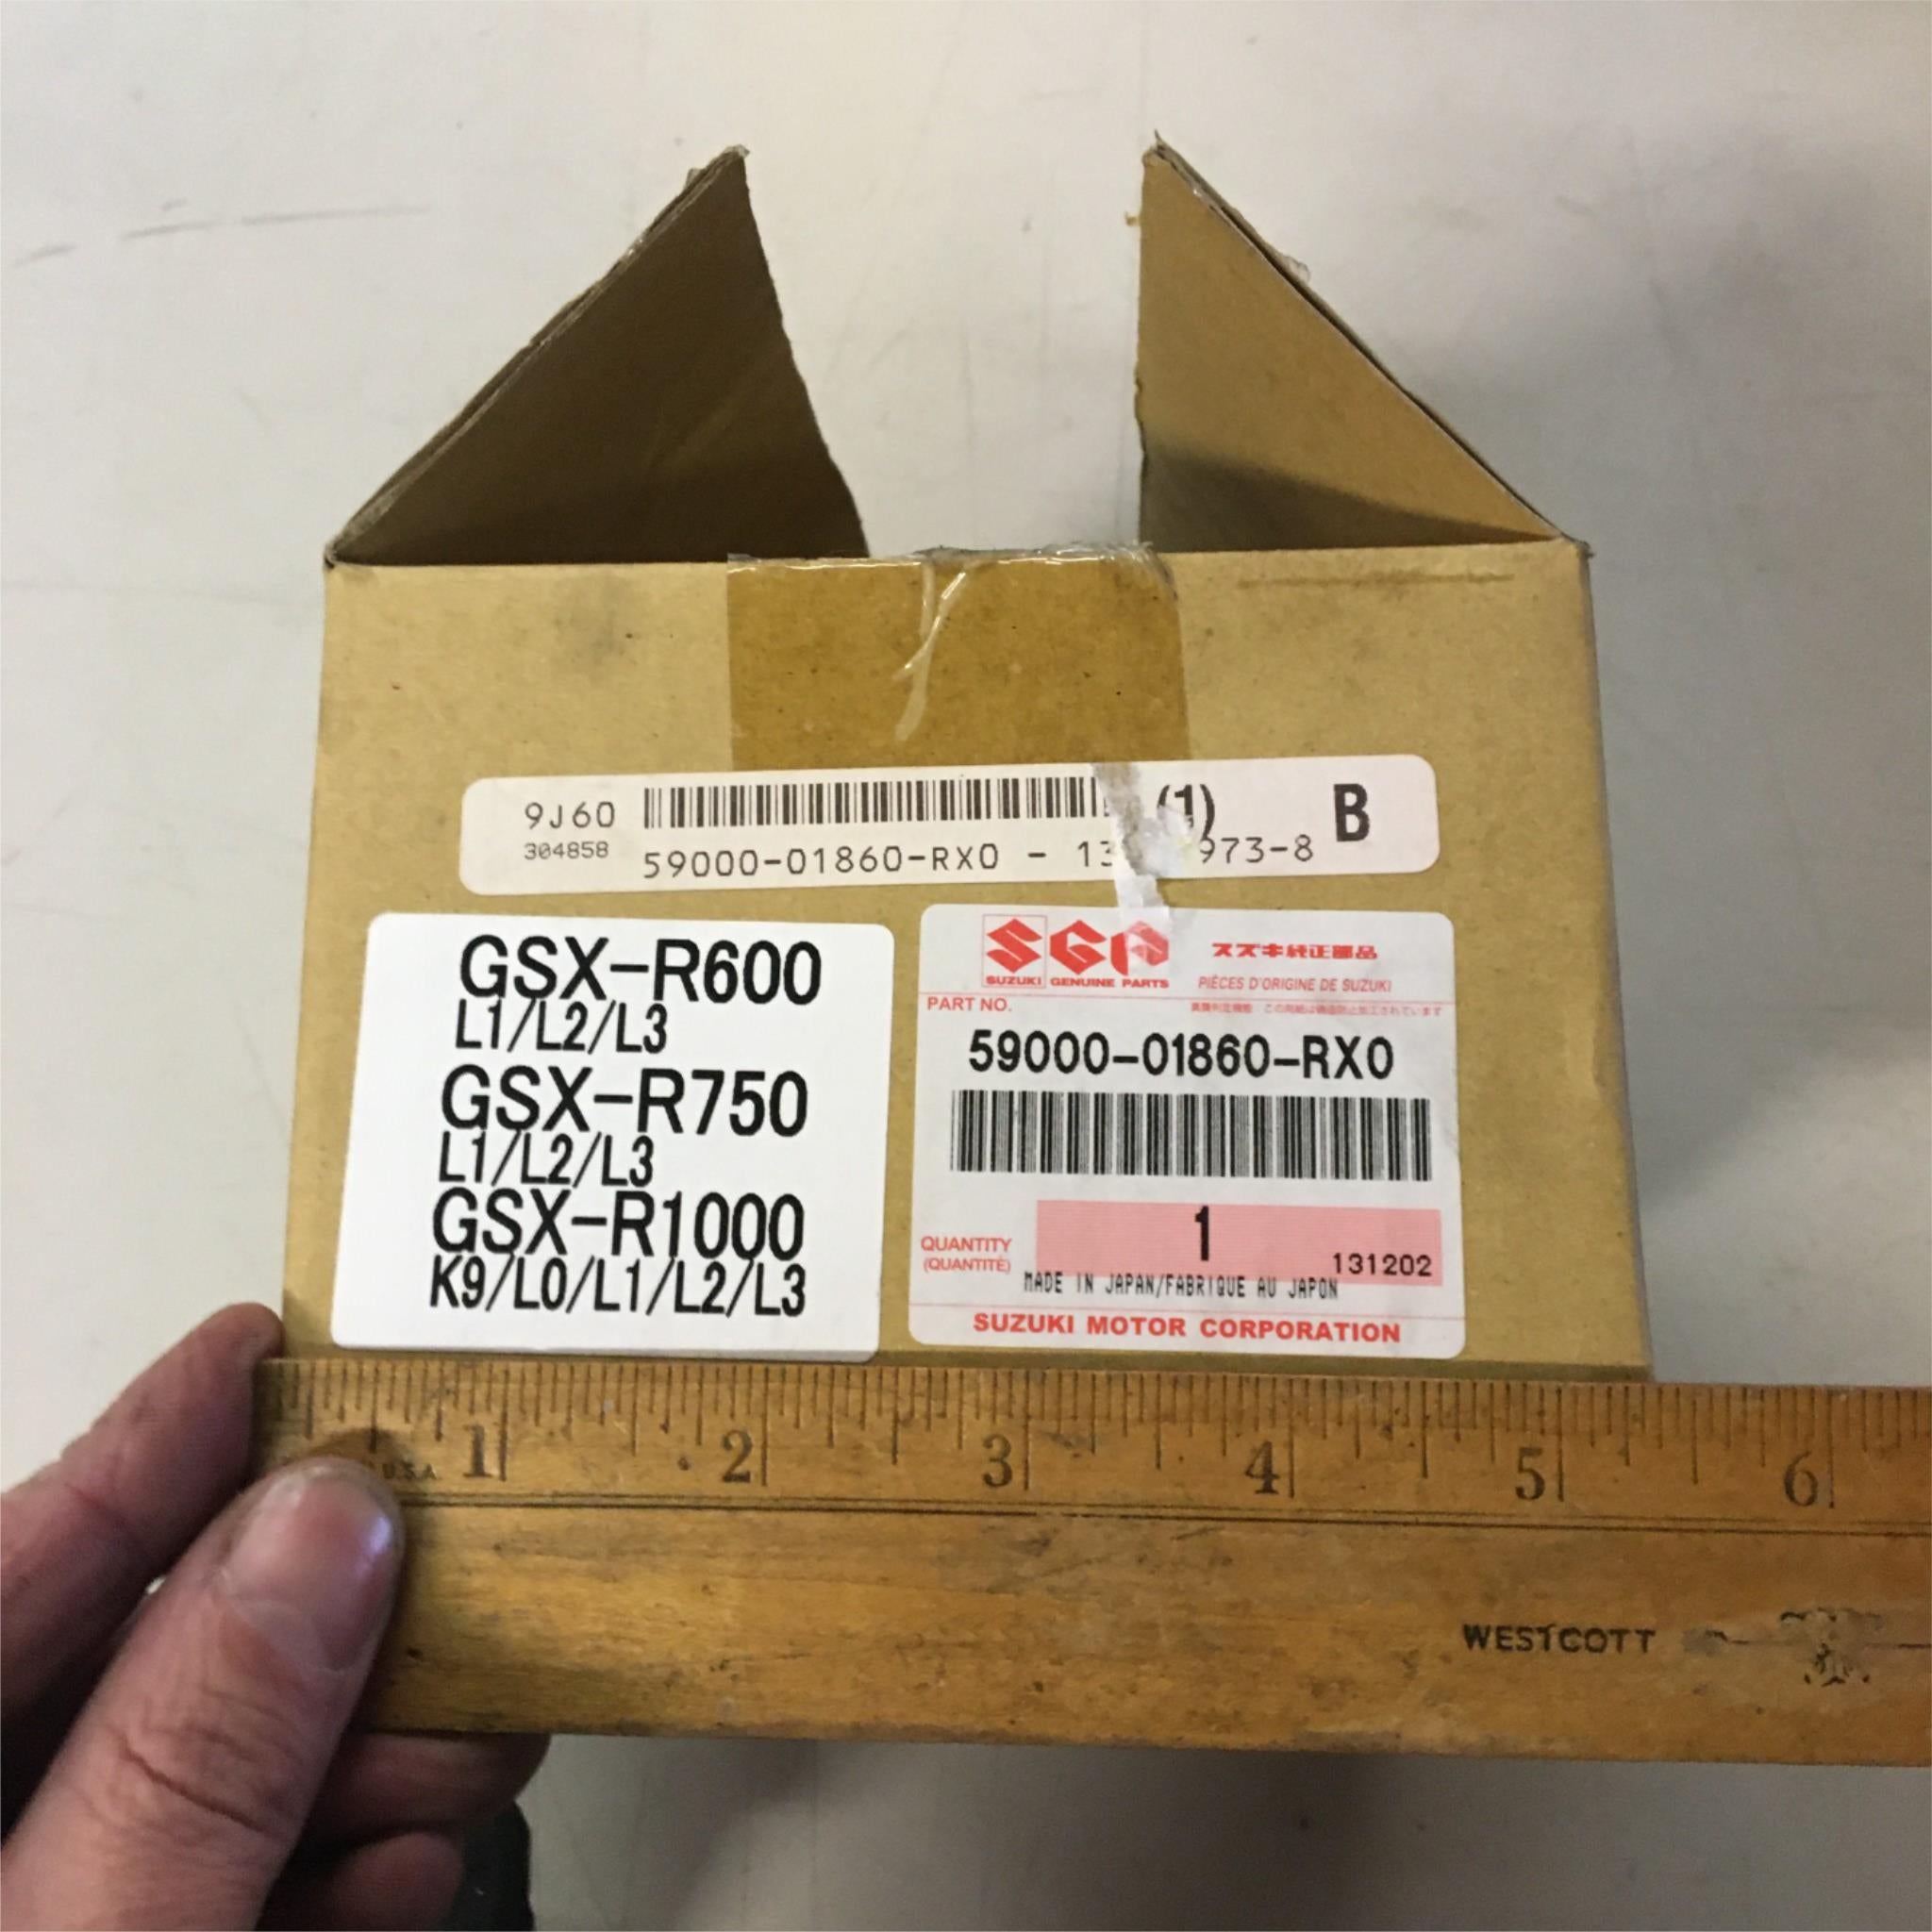 9J60
(1)
B
304858
59000-01860-RX0 - 13 973-8
GSX-R600
L1/L2/L3
GSX-R750
L1/L2/L3
GSX-R1000
K9/L0/L1/L2/L3
SGP
SUZUKI GENUINE PARTS
スズキ純正部品
PIÈCES D'ORIGINE DE SUZUKI
PART NO.
59000-01860-RX0
QUANTITY
(QUANTITÉ)
1
131202
MADE IN JAPAN/FABRIQUE AU JAPON
SUZUKI MOTOR CORPORATION
U.S.A
1 2 3 4 5 6
WESTCOTT